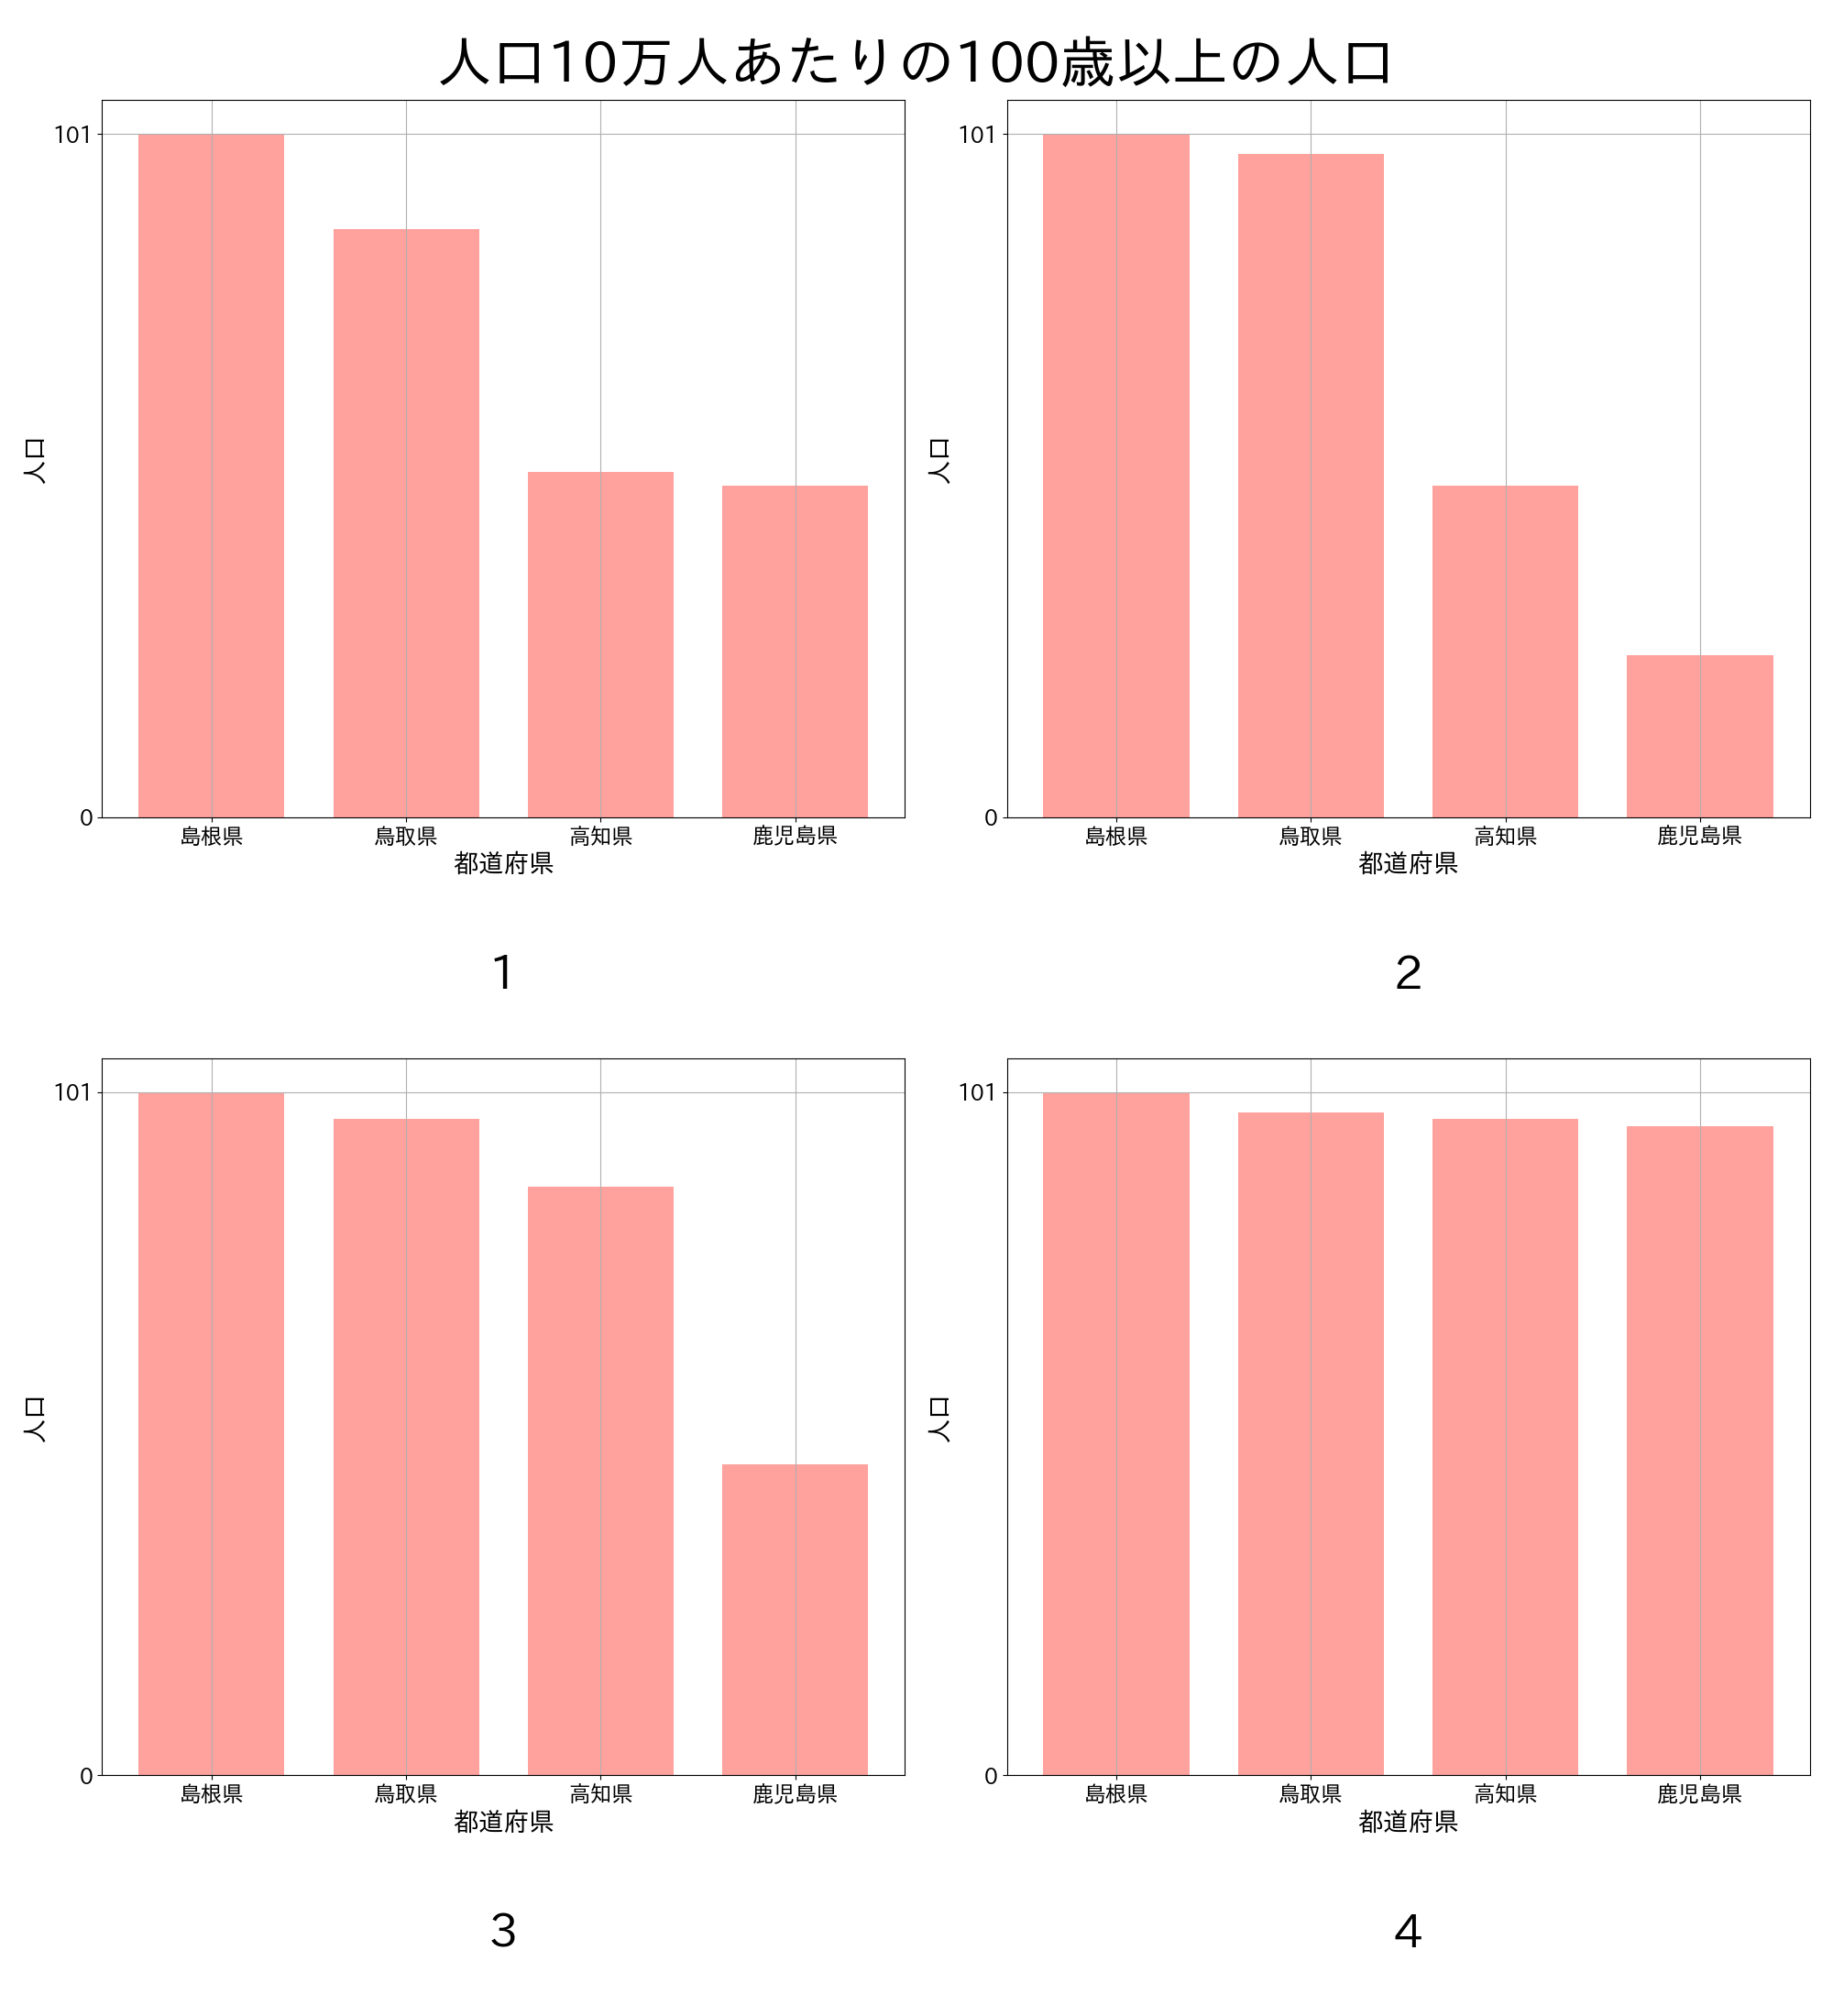 人口10万人あたりの100歳以上の人口
101
0
人口
島根県 鳥取県 高知県 鹿児島県
都道府県
1
101
0
人口
島根県 鳥取県 高知県 鹿児島県
都道府県
2
101
0
人口
島根県 鳥取県 高知県 鹿児島県
都道府県
3
101
0
人口
島根県 鳥取県 高知県 鹿児島県
都道府県
4